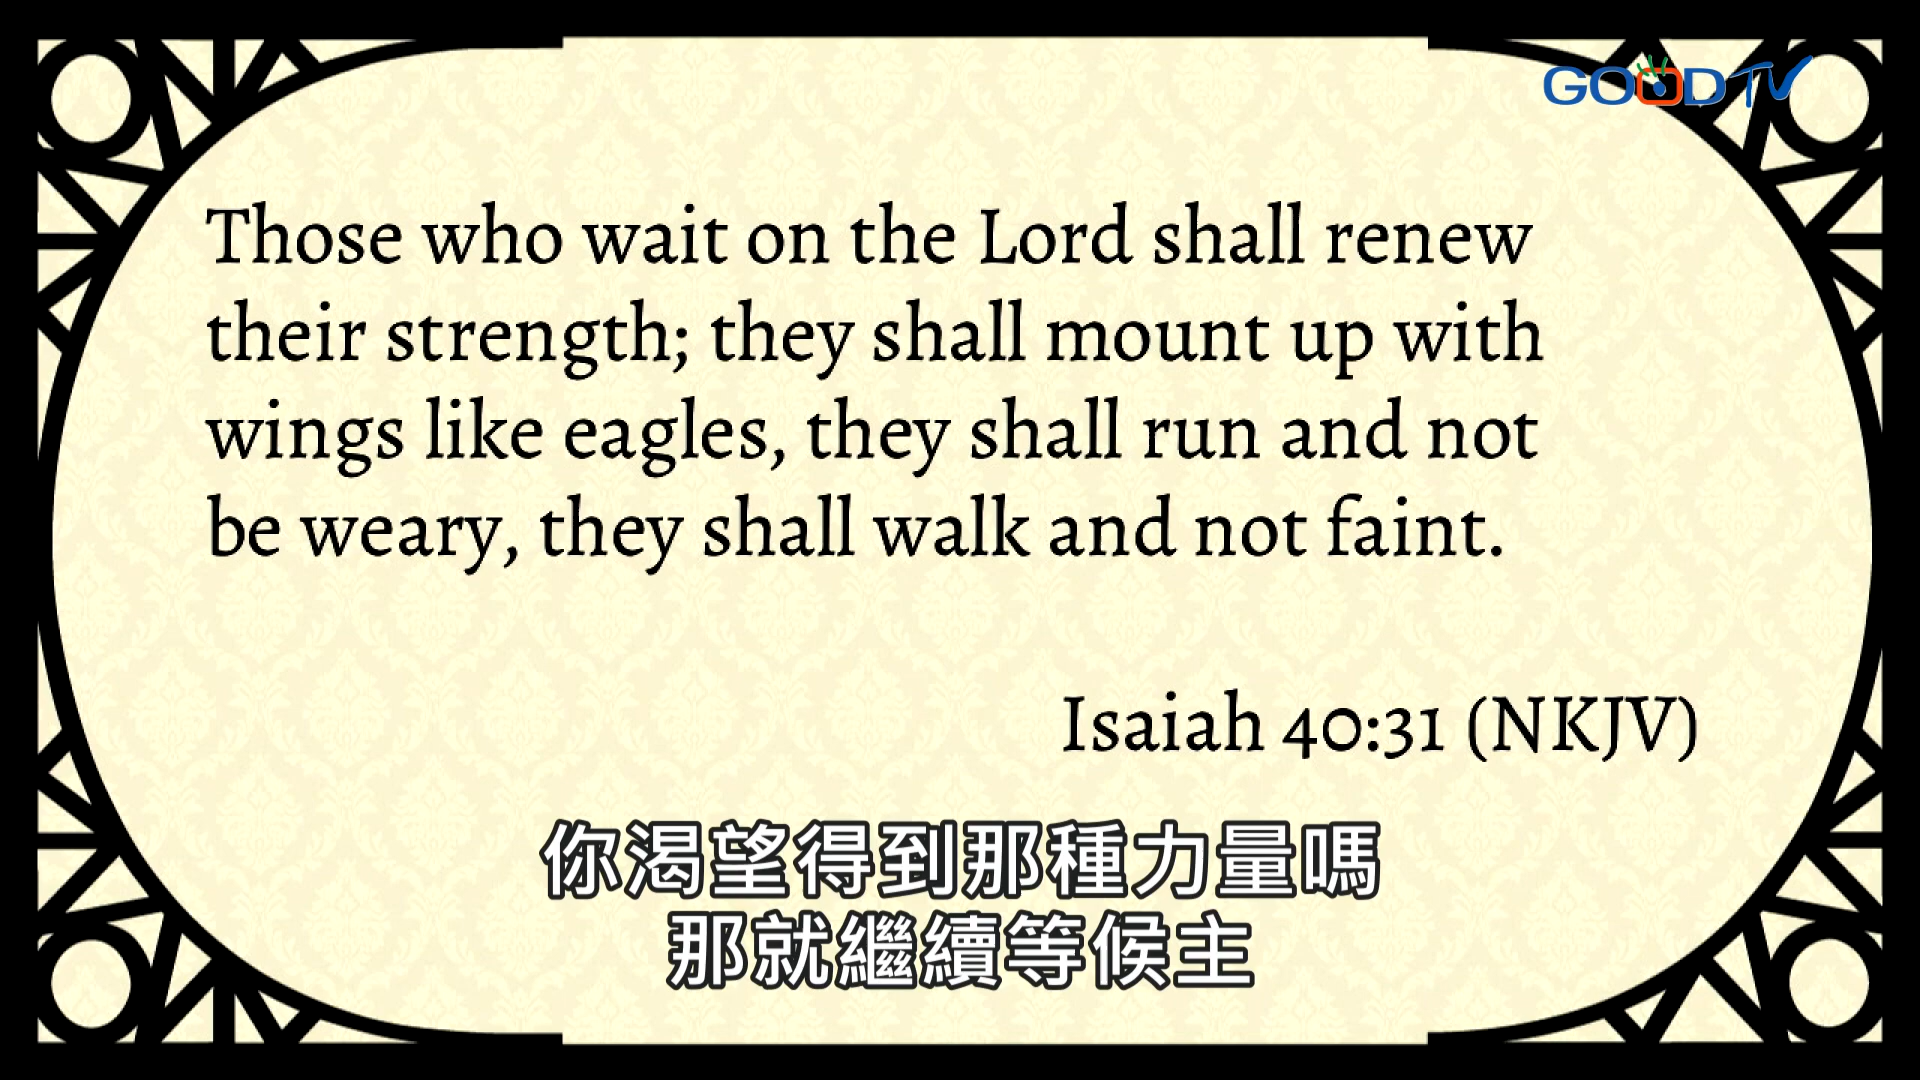 GOODTV
Those who wait on the Lord shall renew
their strength; they shall mount up with
wings like eagles, they shall run and not
be weary, they shall walk and not faint.
Isaiah 40:31 (NKJV)
你渴望得到那種力量嗎
那就繼續等候主